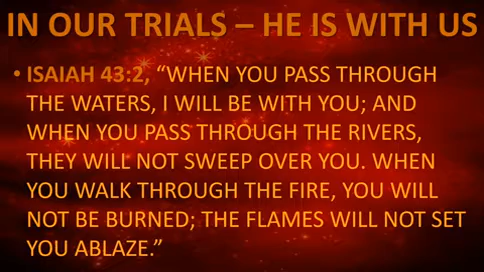 IN OUR TRIALS – HE IS WITH US
• ISAIAH 43:2, “WHEN YOU PASS THROUGH
THE WATERS, I WILL BE WITH YOU; AND
WHEN YOU PASS THROUGH THE RIVERS,
THEY WILL NOT SWEEP OVER YOU. WHEN
YOU WALK THROUGH THE FIRE, YOU WILL
NOT BE BURNED; THE FLAMES WILL NOT SET
YOU ABLAZE.”